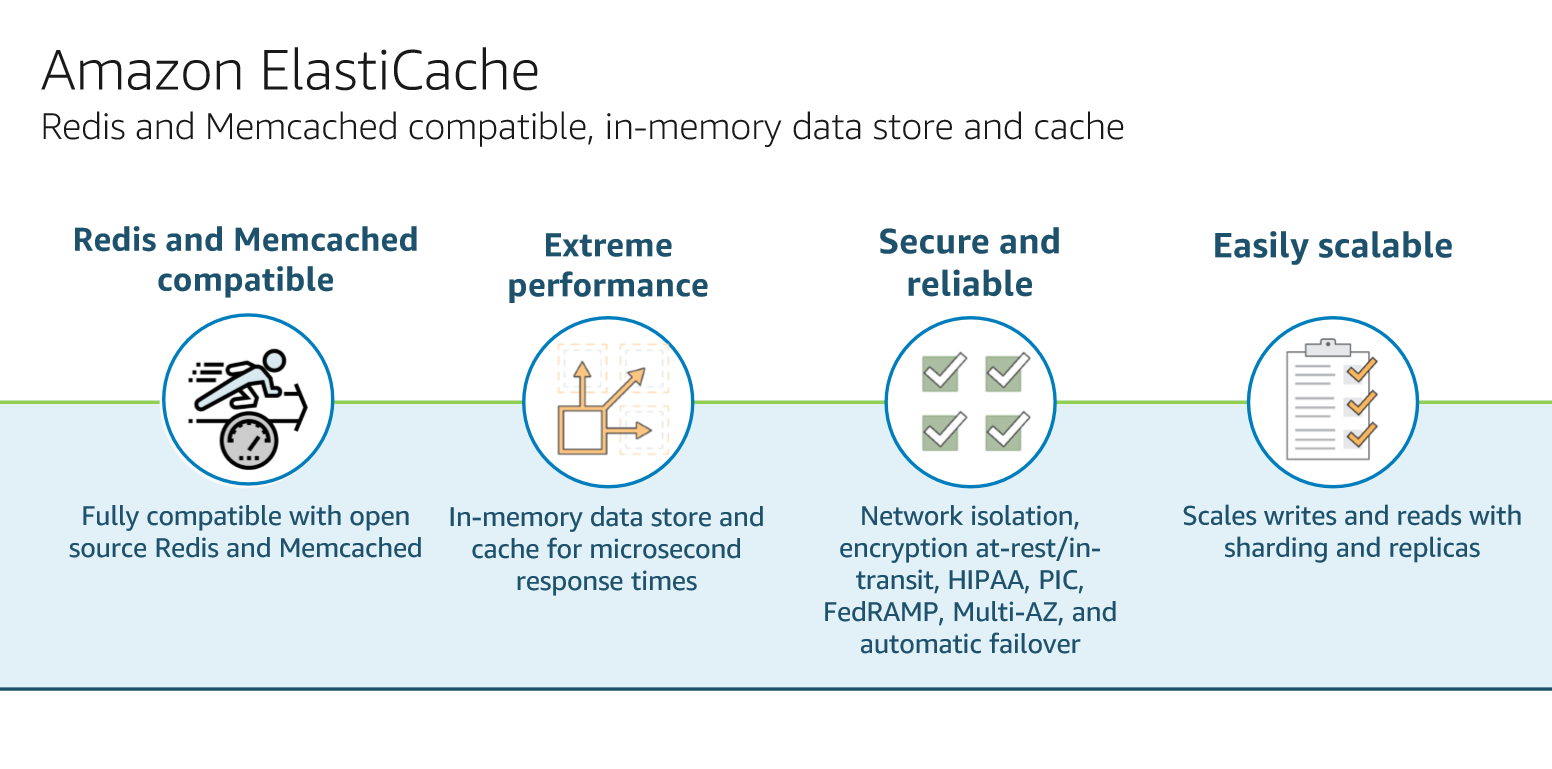 Amazon ElastiCache
Redis and Memcached compatible, in-memory data store and cache
Redis and Memcached
compatible
Fully compatible with open
source Redis and Memcached
Extreme
performance
In-memory data store and
cache for microsecond
response times
Secure and
reliable
Network isolation,
encryption at-rest/in-
transit, HIPAA, PIC,
FedRAMP, Multi-AZ, and
automatic failover
Easily scalable
Scales writes and reads with
sharding and replicas